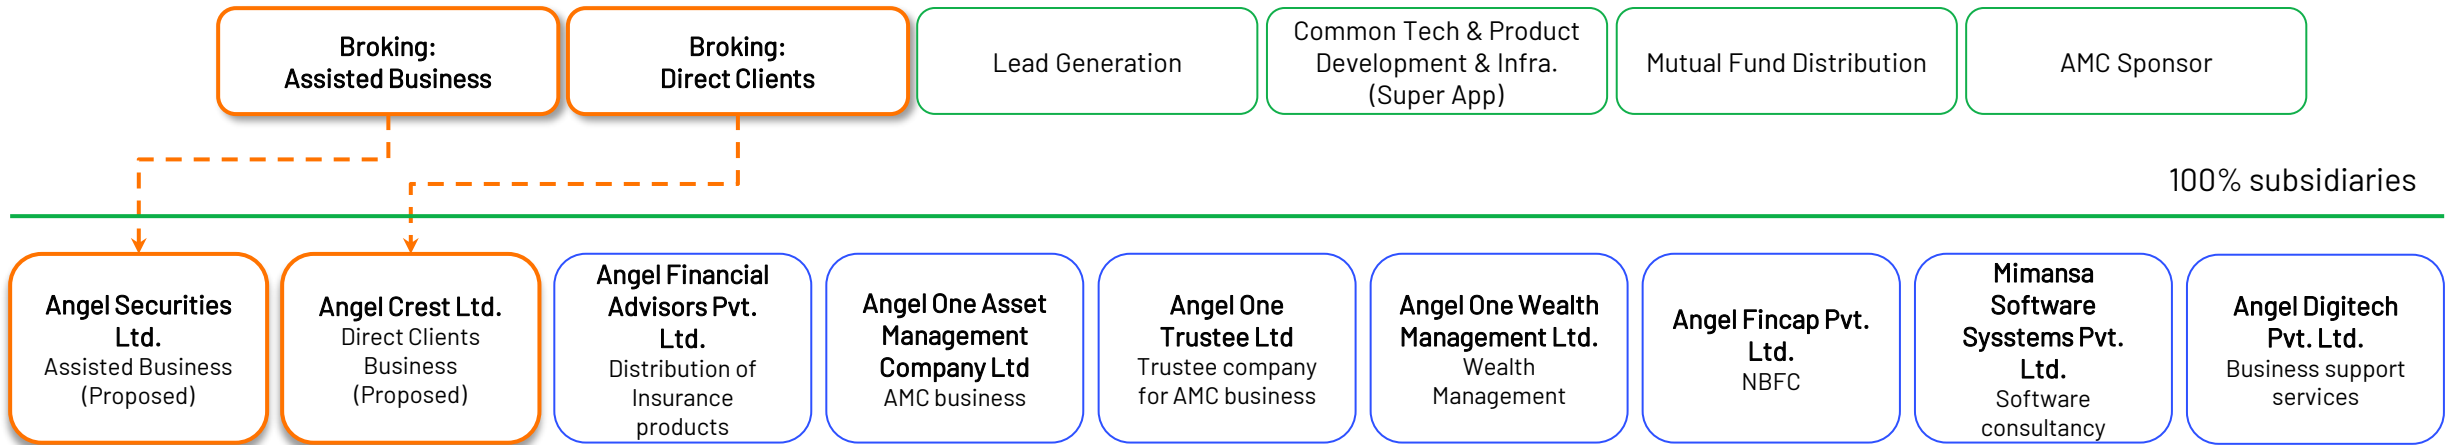 Broking:
Assisted Business
Broking:
Direct Clients
Lead Generation
Common Tech & Product
Development & Infra.
(Super App)
Mutual Fund Distribution
AMC Sponsor
100% subsidiaries
Angel Securities
Ltd.
Assisted Business
(Proposed)
Angel Crest Ltd.
Direct Clients
Business
(Proposed)
Angel Financial
Advisors Pvt.
Ltd.
Distribution of
Insurance
products
Angel One Asset
Management
Company Ltd
AMC business
Angel One
Trustee Ltd
Trustee company
for AMC business
Angel One Wealth
Management Ltd.
Wealth
Management
Angel Fincap Pvt.
Ltd.
NBFC
Mimansa
Software
Sysstems Pvt.
Ltd.
Software
consultancy
Angel Digitech
Pvt. Ltd.
Business support
services